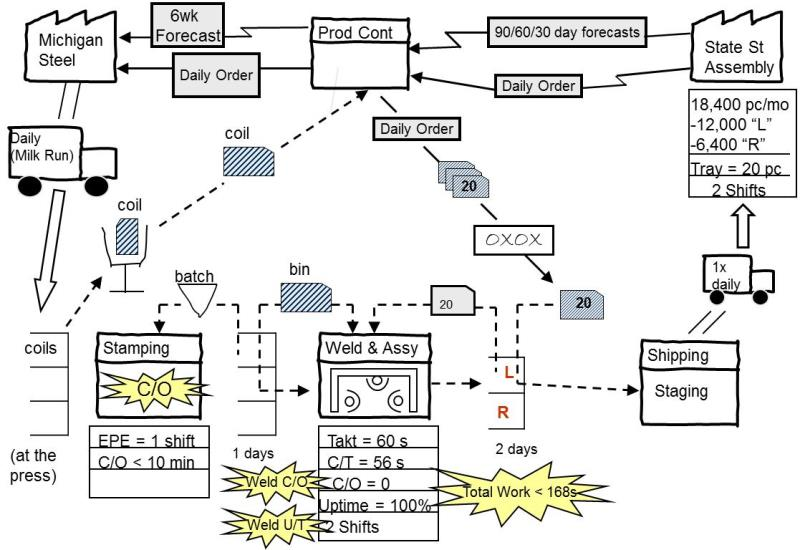 Michigan
Steel
6wk
Forecast
Daily Order
Prod Cont
90/60/30 day forecasts
Daily Order
State St
Assembly
18,400 pc/mo
-12,000 “L”
-6,400 “R”
Tray = 20 pc
2 Shifts
Daily
(Milk Run)
coil
coil
Daily Order
20
OXOX
20
1x
daily
batch
bin
20
coils
(at the
press)
Stamping
C/O
EPE = 1 shift
C/O < 10 min
1 days
Weld C/O
Weld U/T
Weld & Assy
Takt = 60 s
C/T = 56 s
C/O = 0
Uptime = 100%
2 Shifts
L
R
2 days
Total Work < 168s
Shipping
Staging